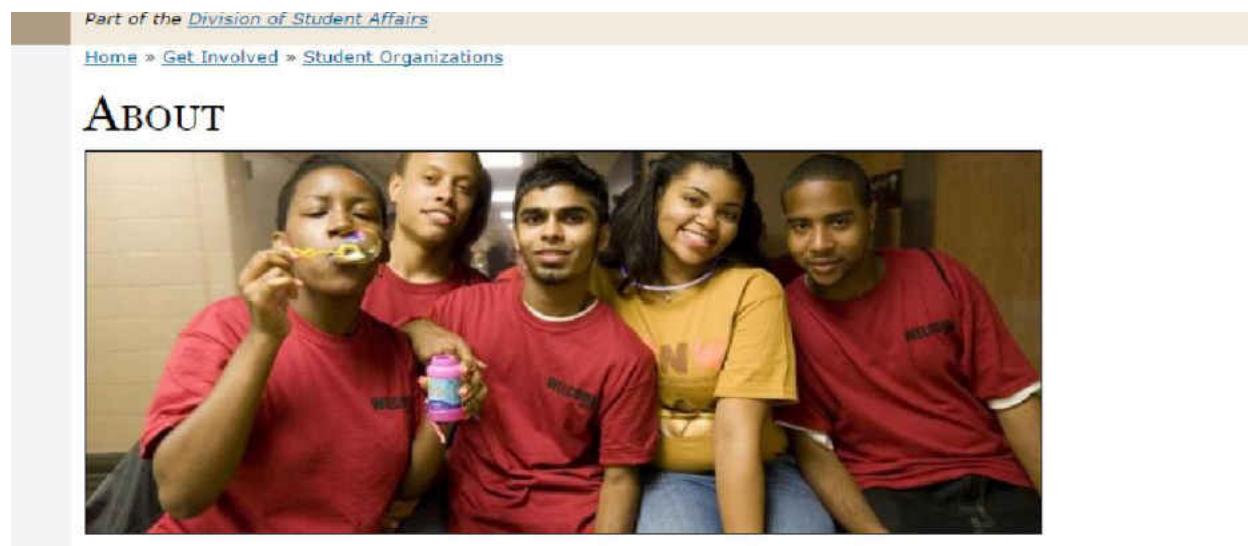 Part of the Division of Student Affairs
Home » Get Involved » Student Organizations
ABOUT